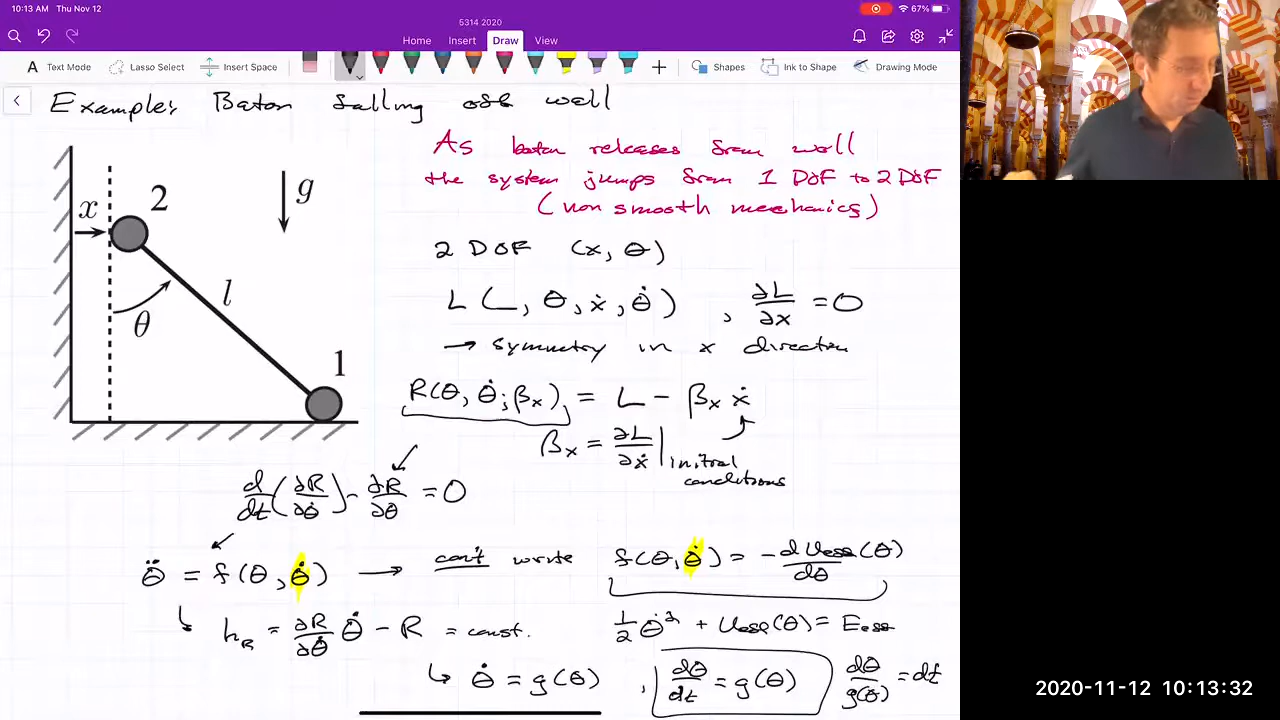 10:13 AM Thu Nov 12
67%
5314 2020
Home Insert Draw View
Text Mode Lasso Select Insert Space Shapes Ink to Shape Drawing Mode
Example: Baton falling off wall
As baton releases from wall
the system jumps from 1 DOF to 2 DOF
(non smooth mechanics)
x 2 g
l
θ
1
2 DOF (x, θ)
L(_, θ, ẋ, θ̇) , ∂L/∂x = 0
→ symmetry in x direction
R(θ, θ̇; βx) = L - βx ẋ
βx = ∂L/∂ẋ | initial
conditions
d/dt(∂R/∂θ̇) - ∂R/∂θ = 0
θ̈ = f(θ, θ̇) → can't write f(θ, θ̇) = -dUeff(θ)/dθ
↳ hR = ∂R/∂θ̇ θ̇ - R = const. ½ θ̇² + Ueff(θ) = Eeff
↳ θ̇ = g(θ) , dθ/dt = g(θ) dθ/g(θ) = dt
2020-11-12 10:13:32